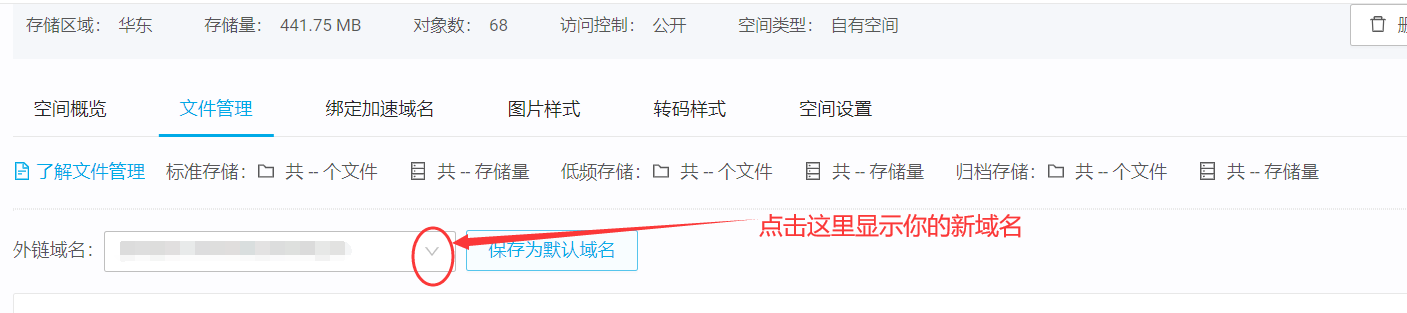 存储区域： 华东 存储量： 441.75 MB 对象数： 68 访问控制： 公开 空间类型： 自有空间
空间概览 文件管理 绑定加速域名 图片样式 转码样式 空间设置
了解文件管理 标准存储： 共 -- 个文件 共 -- 存储量 低频存储： 共 -- 个文件 共 -- 存储量 归档存储： 共 -- 个文件 共 -- 存储量
点击这里显示你的新域名
外链域名： 保存为默认域名